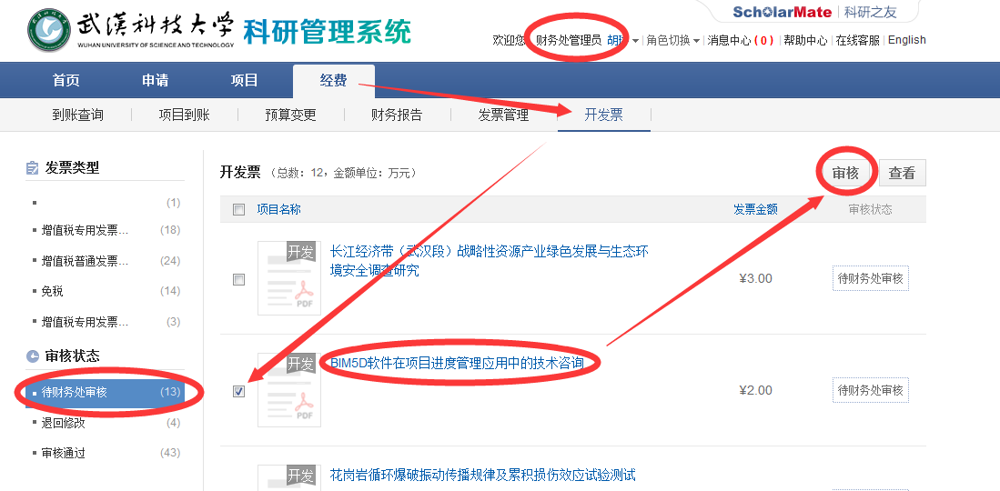 SchOlarMate 科研之友
武漢科技大学
WUHAN UNIVERSITY OF SCIENCE AND TECHNOLOGY
科研管理系统
欢迎您 财务处管理员 胡 角色切换 消息中心 (0) 帮助中心 在线客服 English
首页 申请 项目 经费
到账查询 项目到账 预算变更 财务报告 发票管理 开发票
发票类型
(1)
增值税专用发票... (18)
增值税普通发票... (24)
免税 (14)
增值税专用发票... (3)
审核状态
待财务处审核 (13)
退回修改 (4)
审核通过 (43)
开发票 （总数：12，金额单位：万元） 审核 查看
项目名称 发票金额 审核状态
开发 PDF
长江经济带（武汉段）战略性资源产业绿色发展与生态环
境安全调查研究
¥3.00 待财务处审核
开发 PDF
BIM5D软件在项目进度管理应用中的技术咨询
¥2.00 待财务处审核
开发
花岗岩循环爆破振动传播规律及累积损伤效应试验测试